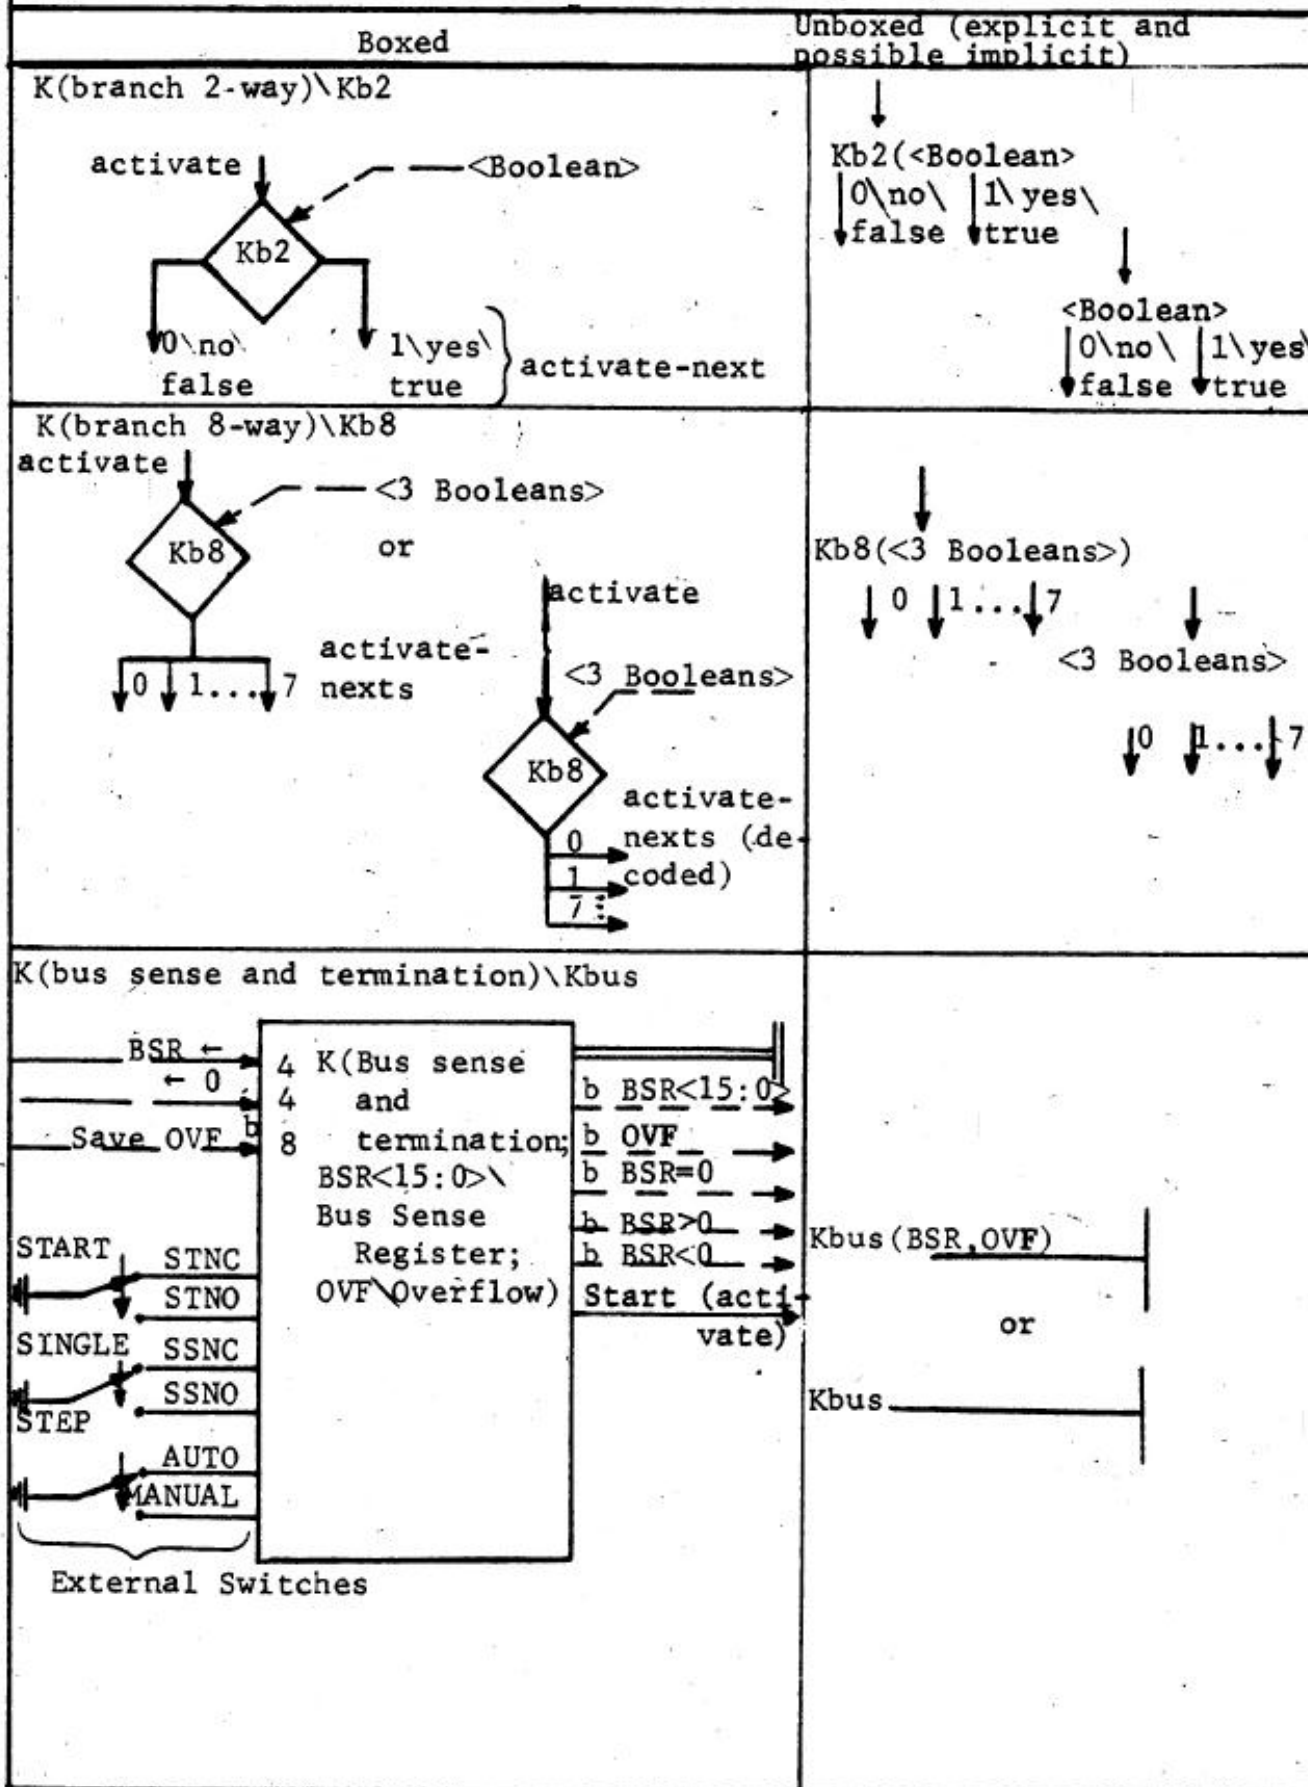 Boxed
Unboxed (explicit and
possible implicit)
K(branch 2-way)\Kb2
activate
<Boolean>
Kb2
0\no\
false
1\yes\
true
activate-next
Kb2(<Boolean>
0\no\ 1\yes\
false true
<Boolean>
0\no\ 1\yes\
false true
K(branch 8-way)\Kb8
activate
<3 Booleans>
Kb8
or
activate-
nexts
0 1... 7
activate
<3 Booleans>
Kb8
activate-
nexts (de-
coded)
0
1
7
Kb8(<3 Booleans>)
0 1... 7
<3 Booleans>
0 1... 7
K(bus sense and termination)\Kbus
BSR ←
← 0
Save OVF b
4 K(Bus sense
4 and
8 termination;
BSR<15:0>\
Bus Sense
Register;
OVF\Overflow)
b BSR<15:0>
b OVF
b BSR=0
b BSR>0
b BSR<0
Start (acti-
vate)
START
STNC
STNO
SINGLE
SSNC
SSNO
STEP
AUTO
MANUAL
External Switches
Kbus(BSR,OVF)
or
Kbus